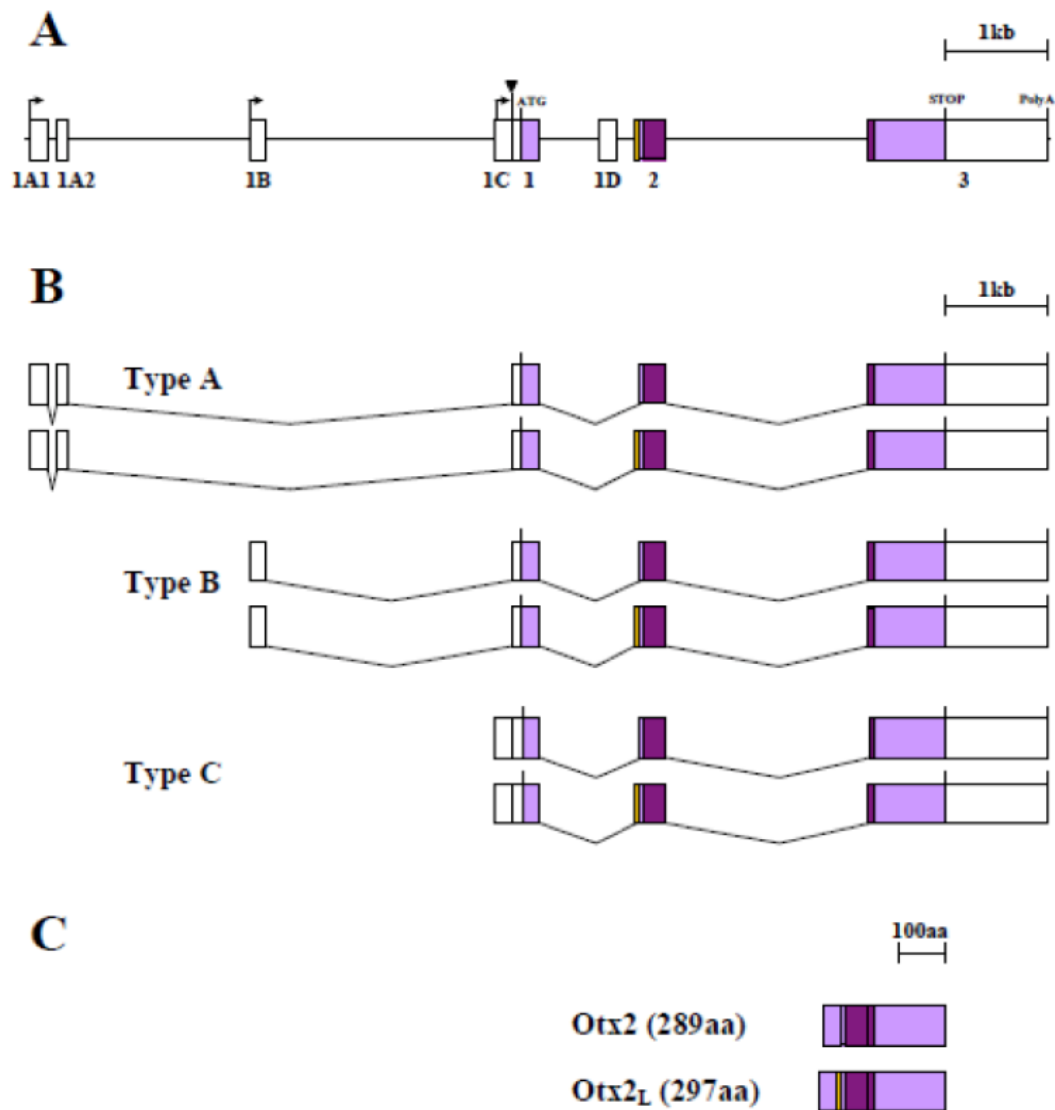 A
1kb
ATG
STOP
PolyA
1A1 1A2 1B 1C 1 1D 2 3
B
1kb
Type A
Type B
Type C
C
100aa
Otx2 (289aa)
Otx2L (297aa)